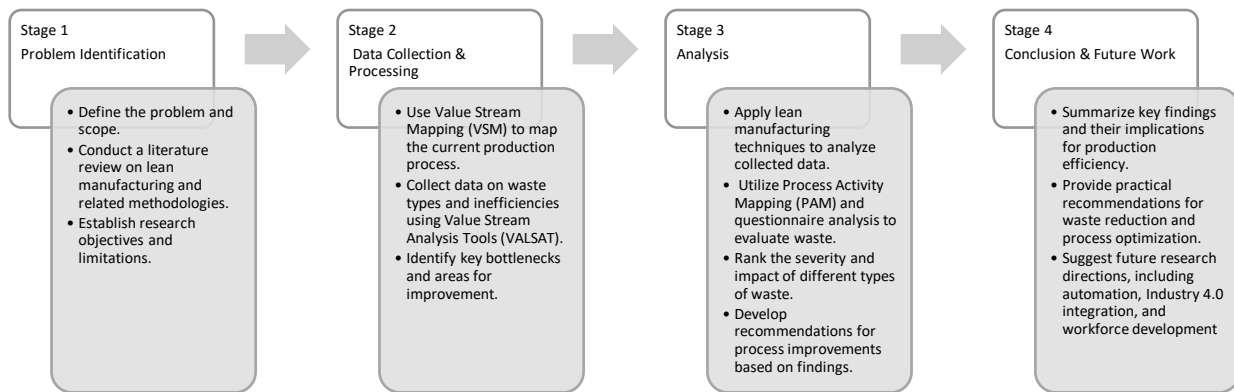 Stage 1
Problem Identification
• Define the problem and
scope.
• Conduct a literature
review on lean
manufacturing and
related methodologies.
• Establish research
objectives and
limitations.
Stage 2
Data Collection &
Processing
• Use Value Stream
Mapping (VSM) to map
the current production
process.
• Collect data on waste
types and inefficiencies
using Value Stream
Analysis Tools (VALSAT).
• Identify key bottlenecks
and areas for
improvement.
Stage 3
Analysis
• Apply lean
manufacturing
techniques to analyze
collected data.
• Utilize Process Activity
Mapping (PAM) and
questionnaire analysis to
evaluate waste.
• Rank the severity and
impact of different types
of waste.
• Develop
recommendations for
process improvements
based on findings.
Stage 4
Conclusion & Future Work
• Summarize key findings
and their implications
for production
efficiency.
• Provide practical
recommendations for
waste reduction and
process optimization.
• Suggest future research
directions, including
automation, Industry 4.0
integration, and
workforce development